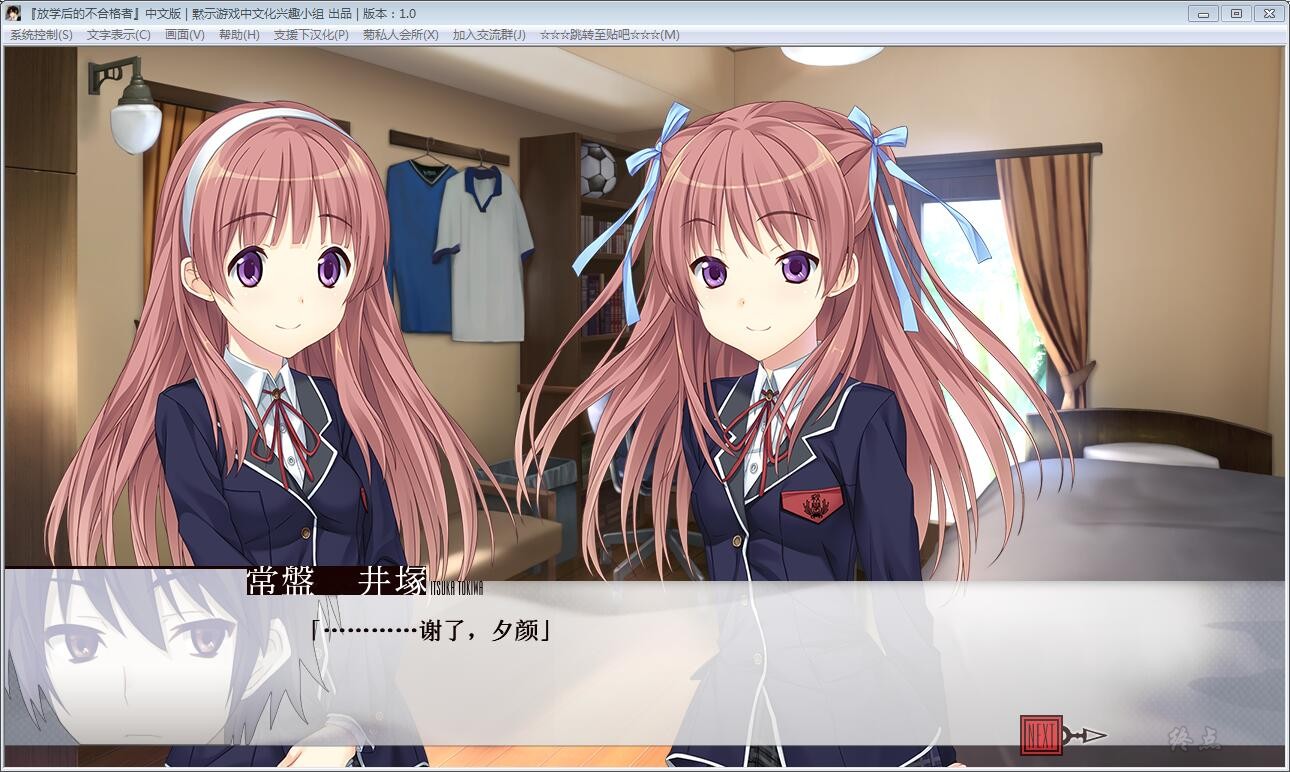 『放学后的不合格者』中文版 | 默示游戏中文化兴趣小组 出品 | 版本：1.0
系统控制(S) 文字表示(C) 画面(V) 帮助(H) 支援下汉化(P) 菊私人会所(X) 加入交流群(J) ☆☆☆跳转至贴吧☆☆☆(M)
常盤 井塚 ITSUKA TOKIWA
「…………谢了，夕颜」
NEXT
终点